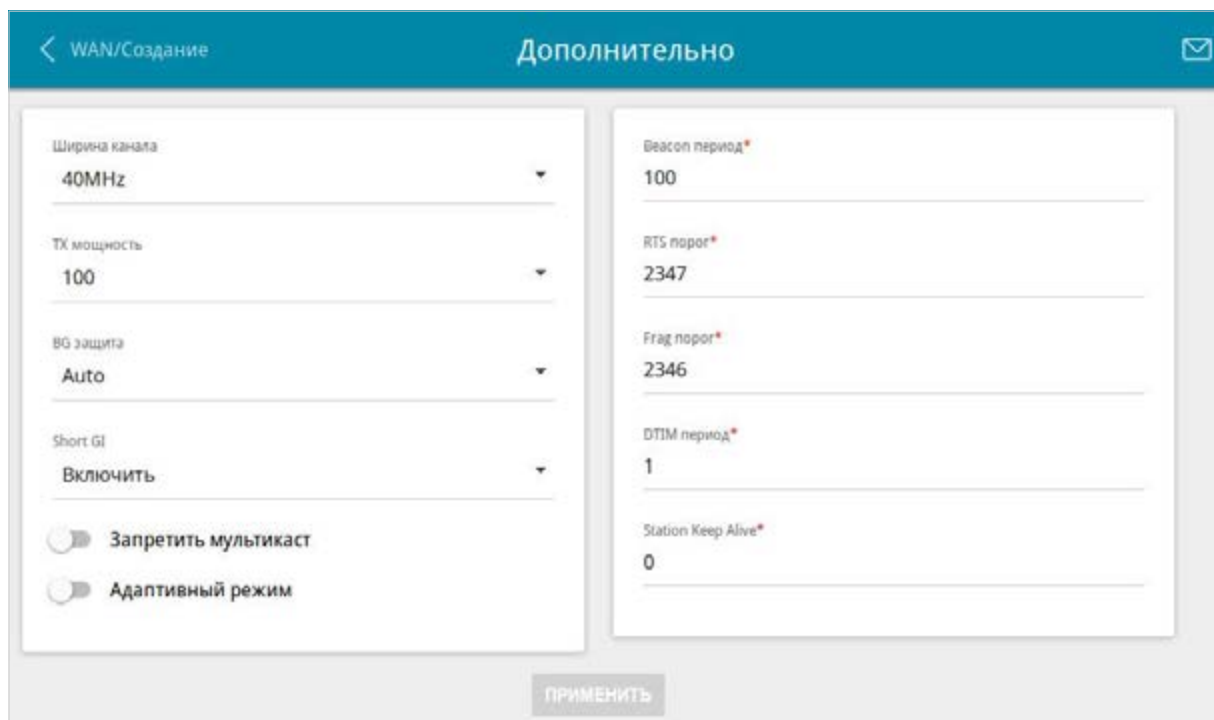 WAN/Создание
Дополнительно
Ширина канала
40MHz
TX мощность
100
BG защита
Auto
Short GI
Включить
Запретить мультикаст
Адаптивный режим
Beacon период*
100
RTS порог*
2347
Frag порог*
2346
DTIM период*
1
Station Keep Alive*
0
ПРИМЕНИТЬ